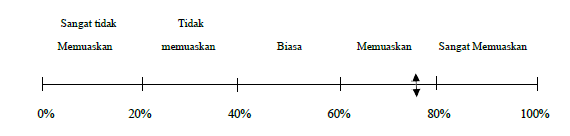 Sangat tidak Tidak
Memuaskan memuaskan Biasa Memuaskan Sangat Memuaskan
0% 20% 40% 60% 80% 100%